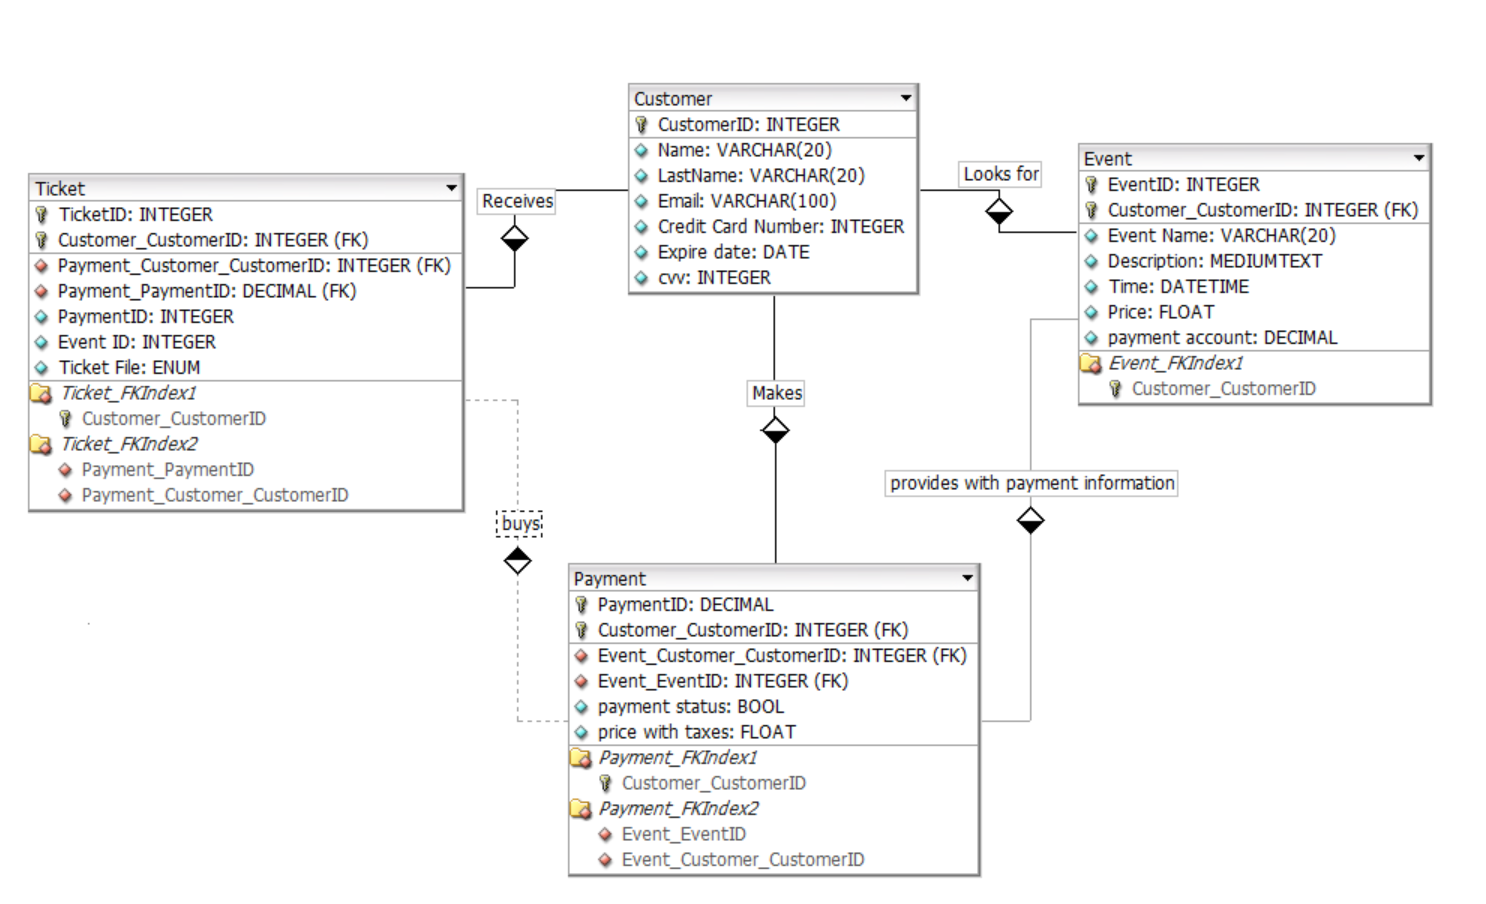 Customer
CustomerID: INTEGER
Name: VARCHAR(20)
LastName: VARCHAR(20)
Email: VARCHAR(100)
Credit Card Number: INTEGER
Expire date: DATE
cvv: INTEGER
Looks for
Event
EventID: INTEGER
Customer_CustomerID: INTEGER (FK)
Event Name: VARCHAR(20)
Description: MEDIUMTEXT
Time: DATETIME
Price: FLOAT
payment account: DECIMAL
Event_FKIndex1
Customer_CustomerID
Receives
Ticket
TicketID: INTEGER
Customer_CustomerID: INTEGER (FK)
Payment_Customer_CustomerID: INTEGER (FK)
Payment_PaymentID: DECIMAL (FK)
PaymentID: INTEGER
Event ID: INTEGER
Ticket File: ENUM
Ticket_FKIndex1
Customer_CustomerID
Ticket_FKIndex2
Payment_PaymentID
Payment_Customer_CustomerID
Makes
provides with payment information
buys
Payment
PaymentID: DECIMAL
Customer_CustomerID: INTEGER (FK)
Event_Customer_CustomerID: INTEGER (FK)
Event_EventID: INTEGER (FK)
payment status: BOOL
price with taxes: FLOAT
Payment_FKIndex1
Customer_CustomerID
Payment_FKIndex2
Event_EventID
Event_Customer_CustomerID